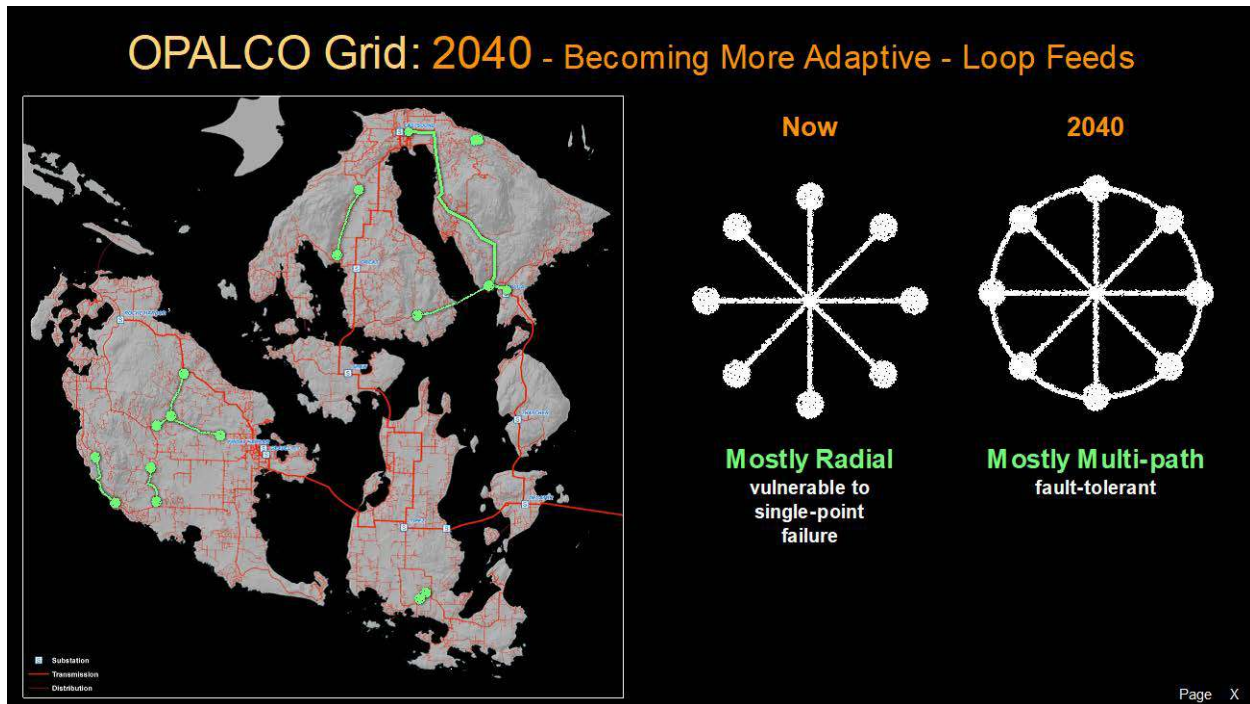 OPALCO Grid: 2040 - Becoming More Adaptive - Loop Feeds
Now
2040
Mostly Radial
vulnerable to
single-point
failure
Mostly Multi-path
fault-tolerant
S Substation
Transmission
Distribution
Page X